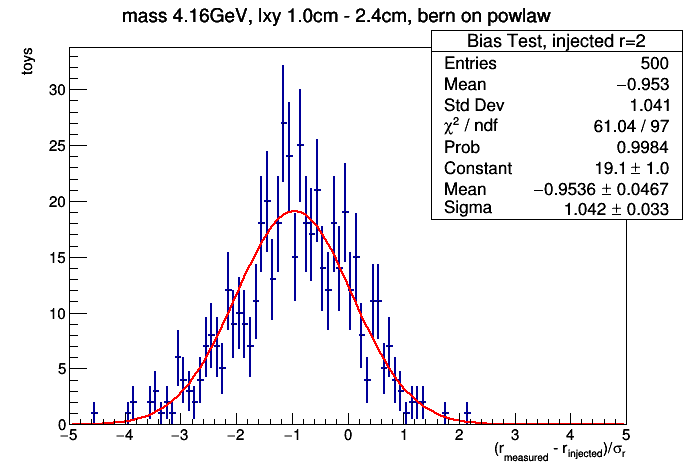 mass 4.16GeV, lxy 1.0cm - 2.4cm, bern on powlaw
toys
Bias Test, injected r=2
Entries 500
Mean −0.953
Std Dev 1.041
χ² / ndf 61.04 / 97
Prob 0.9984
Constant 19.1 ± 1.0
Mean −0.9536 ± 0.0467
Sigma 1.042 ± 0.033
30
25
20
15
10
5
0
−5 −4 −3 −2 −1 0 1 2 3 4 5
(r_measured - r_injected)/σ_r